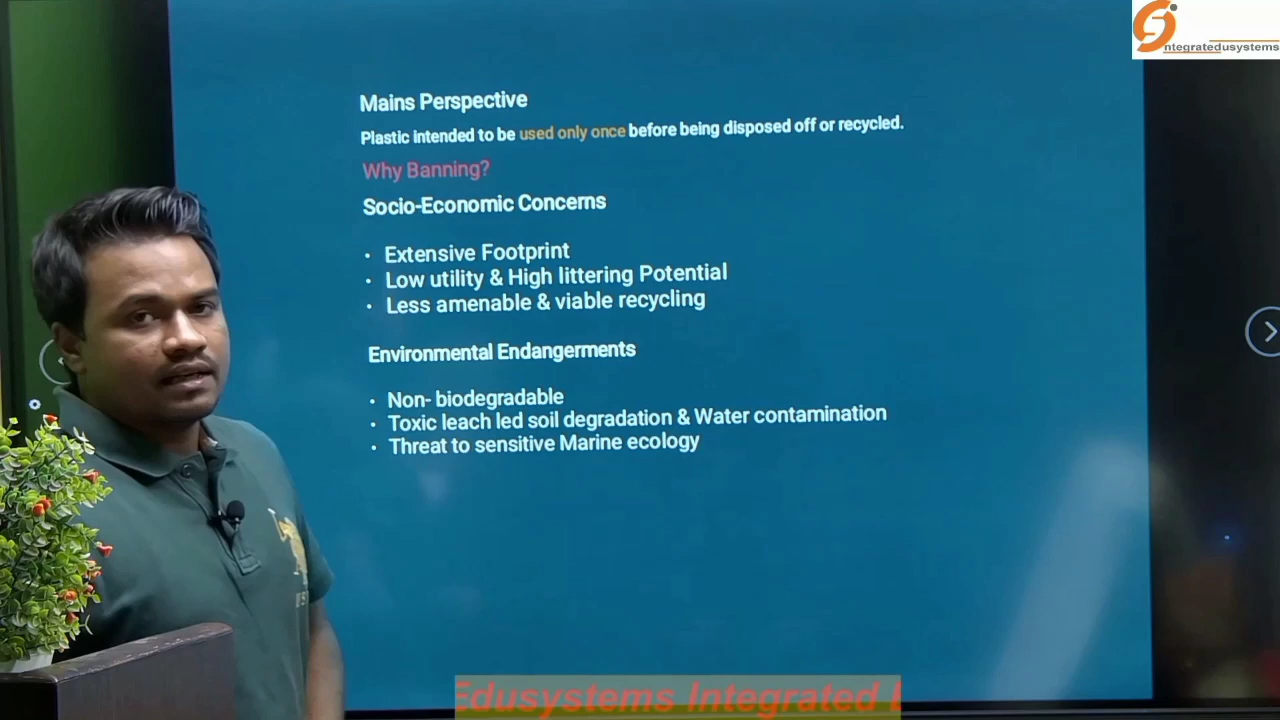 ntegratedusystems
Mains Perspective
Plastic intended to be used only once before being disposed off or recycled.
Why Banning?
Socio-Economic Concerns
• Extensive Footprint
• Low utility & High littering Potential
• Less amenable & viable recycling
Environmental Endangerments
• Non- biodegradable
• Toxic leach led soil degradation & Water contamination
• Threat to sensitive Marine ecology
Edusystems Integrated